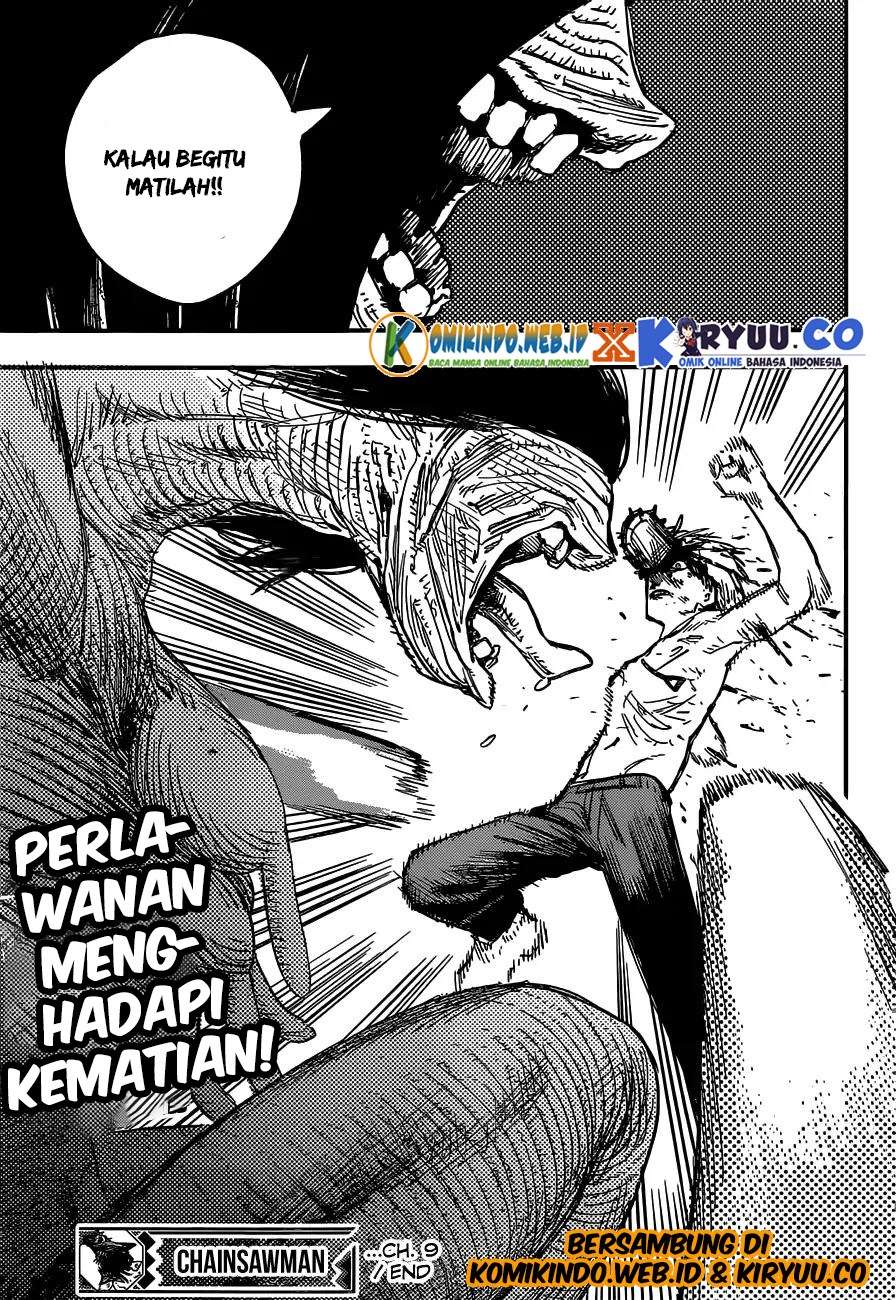 KALAU BEGITU
MATILAH!!
KOMIKINDO.WEB.ID X KIRYUU.CO
BACA MANGA ONLINE BAHASA INDONESIA
OMIK ONLINE BAHASA INDONESIA
PERLA-
WANAN
MENG-
HADAPI
KEMATIAN!
CHAINSAWMAN
...CH. 9
/ END
BERSAMBUNG DI
KOMIKINDO.WEB.ID & KIRYUU.CO